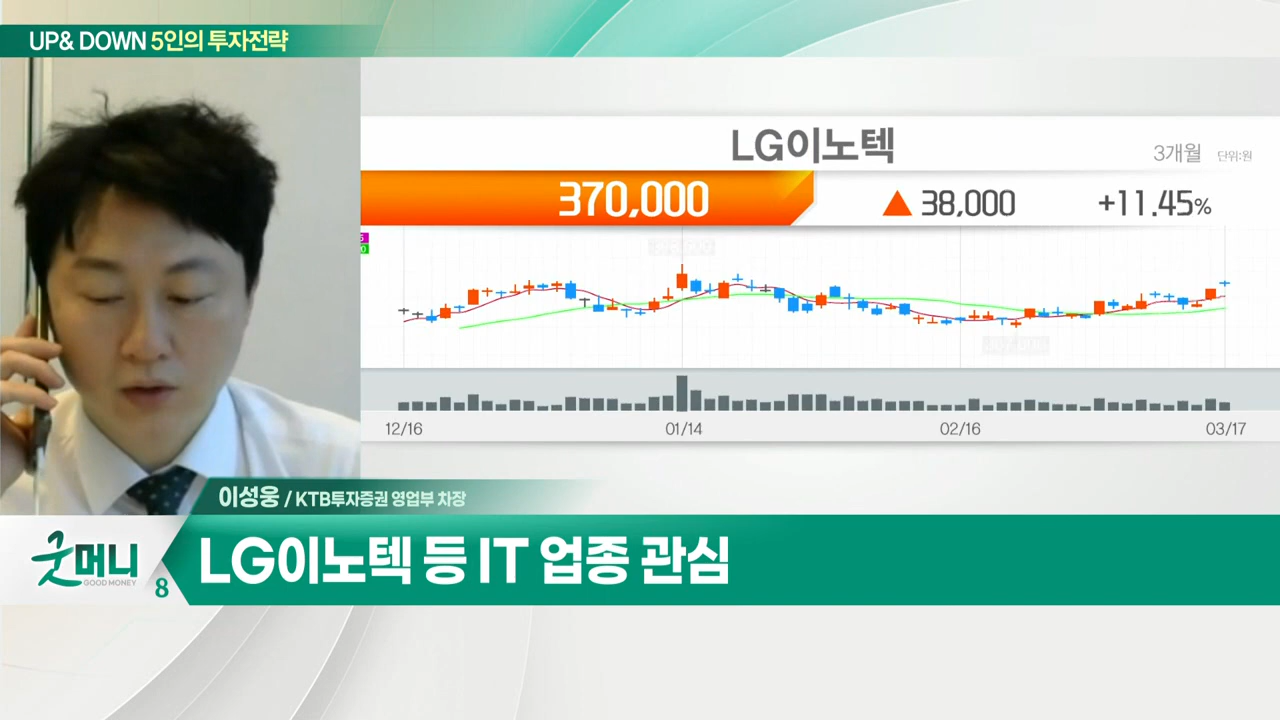 UP& DOWN 5인의 투자전략
LG이노텍
3개월 단위:원
370,000 ▲ 38,000 +11.45%
12/16 01/14 02/16 03/17
이성웅 / KTB투자증권 영업부 차장
굿머니
GOOD MONEY
8
LG이노텍 등 IT 업종 관심